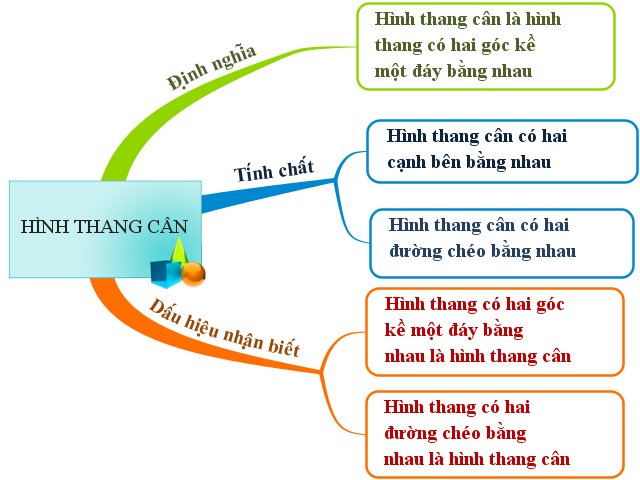 Định nghĩa
Hình thang cân là hình
thang có hai góc kề
một đáy bằng nhau
Tính chất
Hình thang cân có hai
cạnh bên bằng nhau
HÌNH THANG CÂN
Hình thang cân có hai
đường chéo bằng nhau
Dấu hiệu nhận biết
Hình thang có hai góc
kề một đáy bằng
nhau là hình thang cân
Hình thang có hai
đường chéo bằng
nhau là hình thang cân